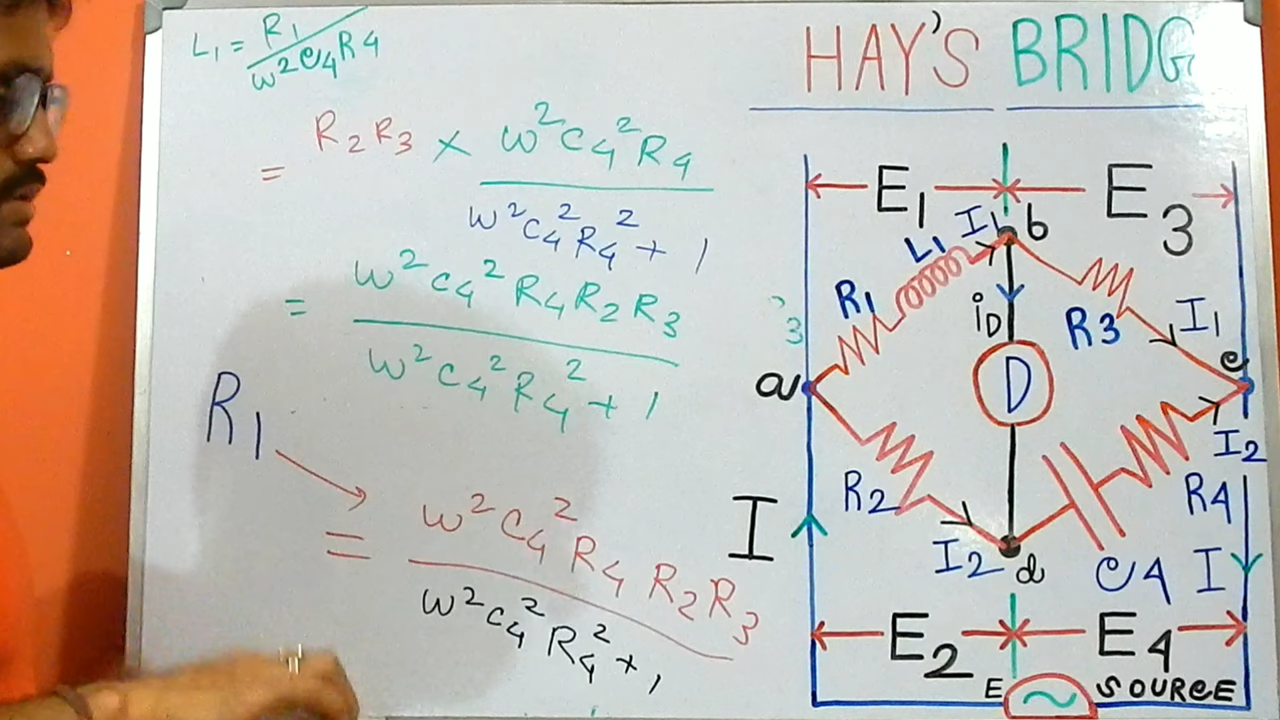 L₁ = R₁ / ω²C₄R₄
= R₂R₃ × ω²C₄²R₄ / ω²C₄²R₄² + 1
= ω²C₄²R₄R₂R₃ / ω²C₄²R₄² + 1
R₁
= ω²C₄²R₄R₂R₃ / ω²C₄²R₄² + 1
3
HAY'S BRIDG
E₁ E₃
L₁ I₁ b
R₁ iD R₃ I₁
a D c
R₂ I₂ R₄
I I₂ d C4 I
E₂ E₄
E ~ SOURCE